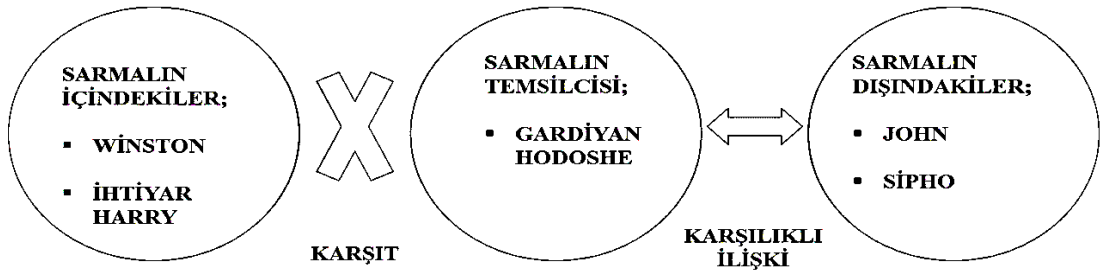 SARMALIN
İÇİNDEKİLER;
▪ WİNSTON
▪ İHTİYAR
HARRY
KARŞIT
SARMALIN
TEMSİLCİSİ;
▪ GARDİYAN
HODOSHE
KARŞILIKLI
İLİŞKİ
SARMALIN
DIŞINDAKİLER;
▪ JOHN
▪ SİPHO